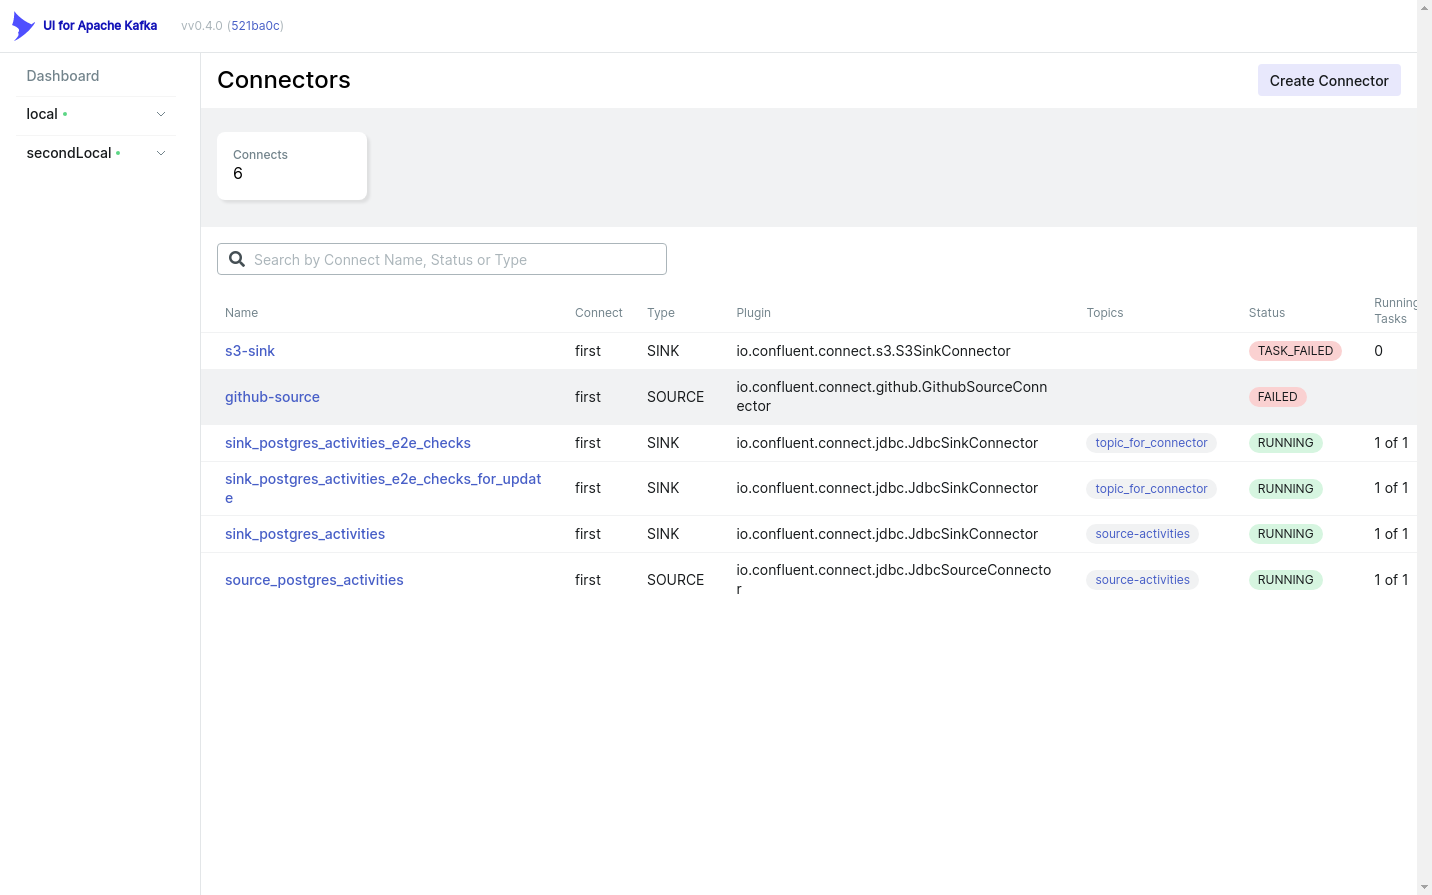 UI for Apache Kafka vv0.4.0 (521ba0c)
Dashboard
local
secondLocal
Connectors
Create Connector
Connects
6
Search by Connect Name, Status or Type
Name Connect Type Plugin Topics Status Running
Tasks
s3-sink first SINK io.confluent.connect.s3.S3SinkConnector TASK_FAILED 0
github-source first SOURCE io.confluent.connect.github.GithubSourceConn
ector FAILED
sink_postgres_activities_e2e_checks first SINK io.confluent.connect.jdbc.JdbcSinkConnector topic_for_connector RUNNING 1 of 1
sink_postgres_activities_e2e_checks_for_updat
e first SINK io.confluent.connect.jdbc.JdbcSinkConnector topic_for_connector RUNNING 1 of 1
sink_postgres_activities first SINK io.confluent.connect.jdbc.JdbcSinkConnector source-activities RUNNING 1 of 1
source_postgres_activities first SOURCE io.confluent.connect.jdbc.JdbcSourceConnecto
r source-activities RUNNING 1 of 1